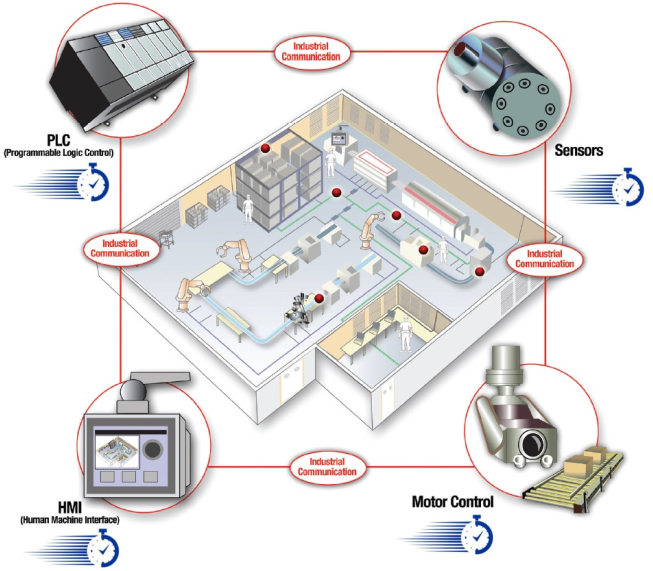 Industrial
Communication
PLC
(Programmable Logic Control)
Sensors
Industrial
Communication
Industrial
Communication
Industrial
Communication
HMI
(Human Machine Interface)
Motor Control